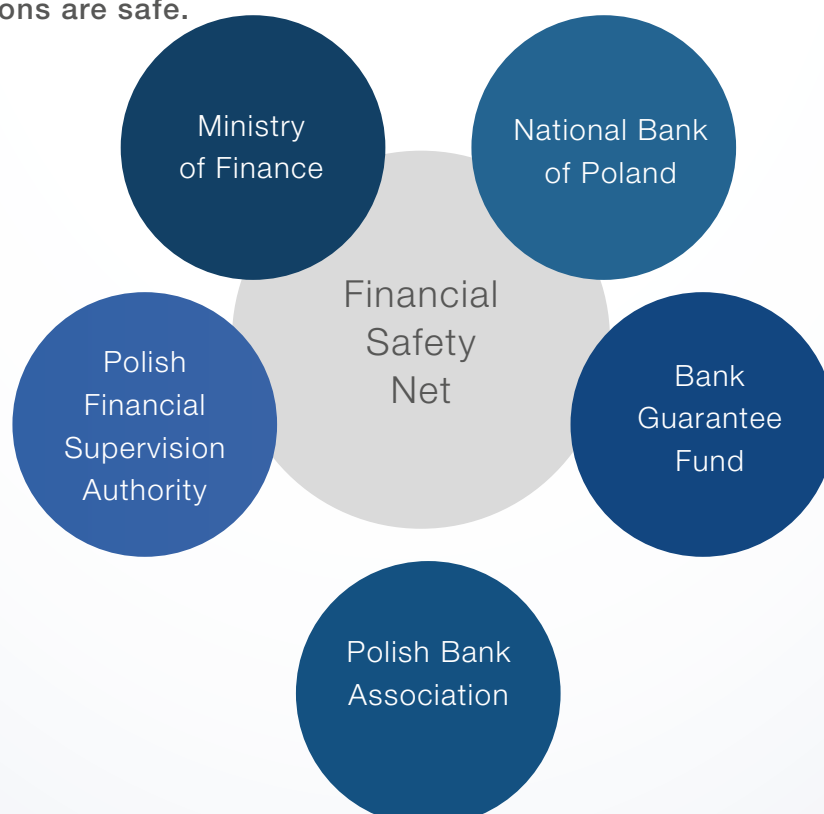 ons are safe.
Ministry
of Finance
National Bank
of Poland
Financial
Safety
Net
Polish
Financial
Supervision
Authority
Bank
Guarantee
Fund
Polish Bank
Association